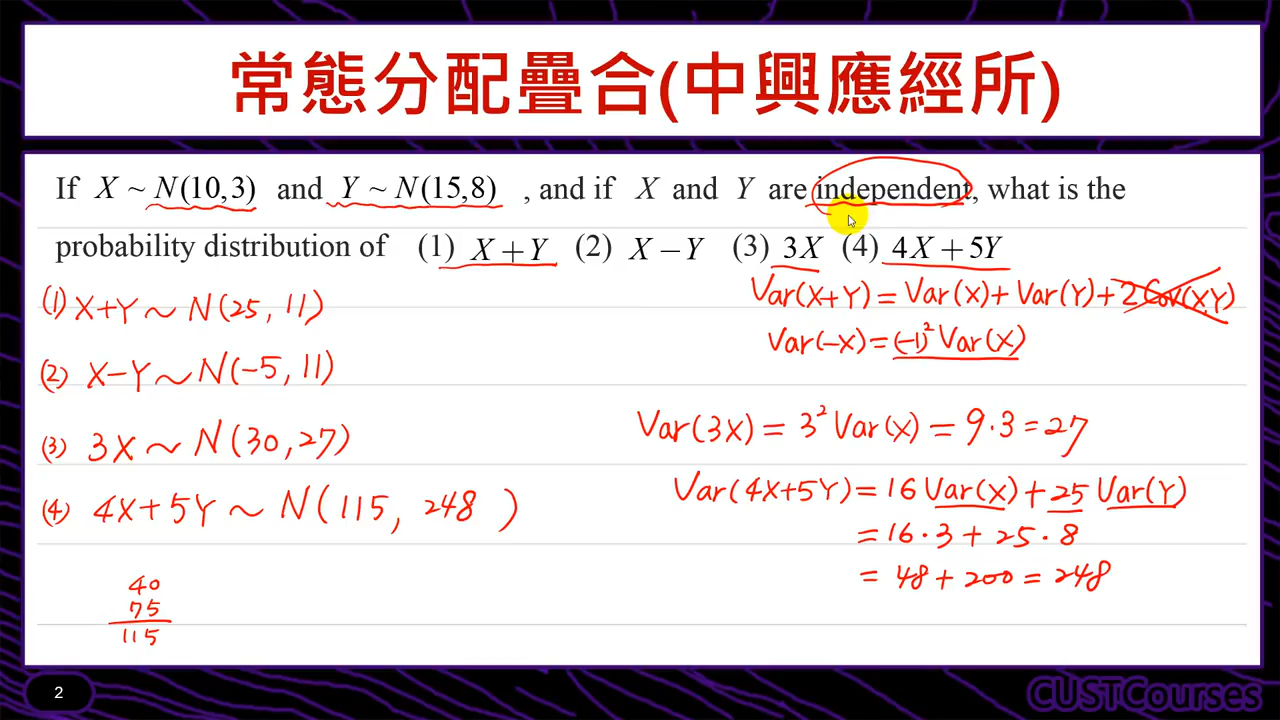 常態分配疊合(中興應經所)
If X ~ N(10,3) and Y ~ N(15,8) , and if X and Y are independent, what is the
probability distribution of (1) X + Y (2) X − Y (3) 3X (4) 4X + 5Y
Var(X+Y) = Var(X) + Var(Y) + 2 Cov(X,Y)
(1) X+Y ~ N(25, 11)
Var(-X) = (-1)² Var(X)
(2) X-Y ~ N(-5, 11)
Var(3X) = 3² Var(X) = 9·3 = 27
(3) 3X ~ N(30, 27)
Var(4X+5Y) = 16 Var(X) + 25 Var(Y)
(4) 4X+5Y ~ N(115, 248 )
= 16·3 + 25·8
= 48 + 200 = 248
40
75
115
2
CUSTCourses